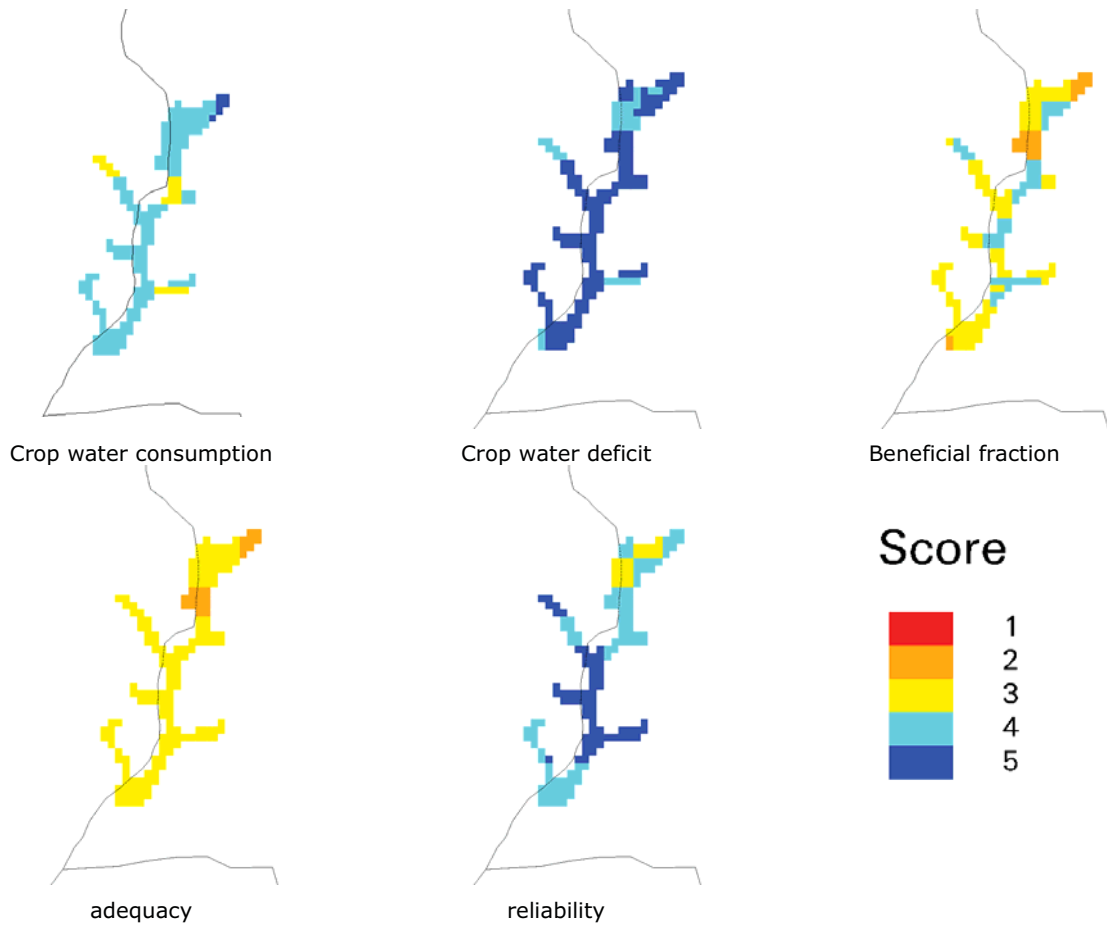 Crop water consumption
Crop water deficit
Beneficial fraction
adequacy
reliability
Score
1
2
3
4
5